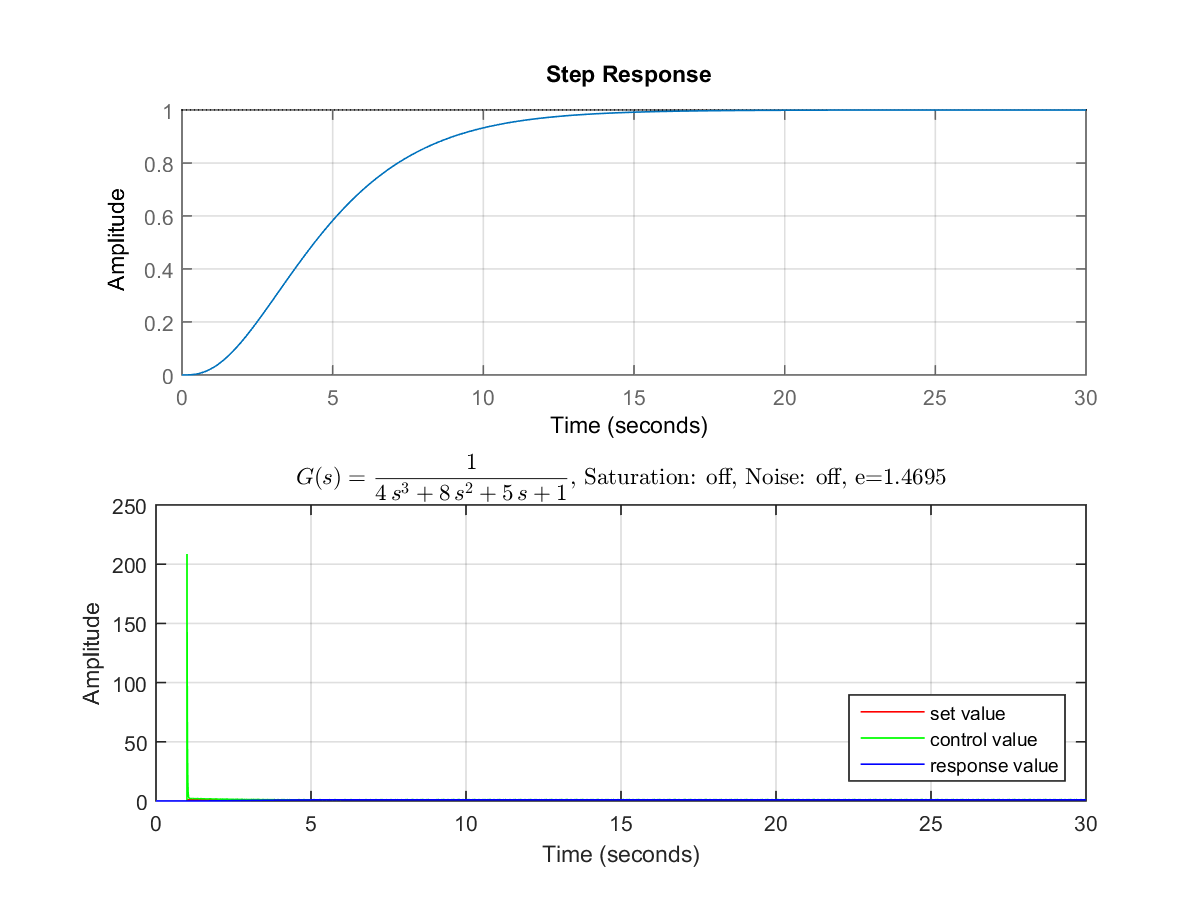 Step Response
Amplitude
1
0.8
0.6
0.4
0.2
0
0 5 10 15 20 25 30
Time (seconds)
G(s) = 1 / (4 s³ + 8 s² + 5 s + 1), Saturation: off, Noise: off, e=1.4695
Amplitude
250
200
150
100
50
0
set value
control value
response value
0 5 10 15 20 25 30
Time (seconds)